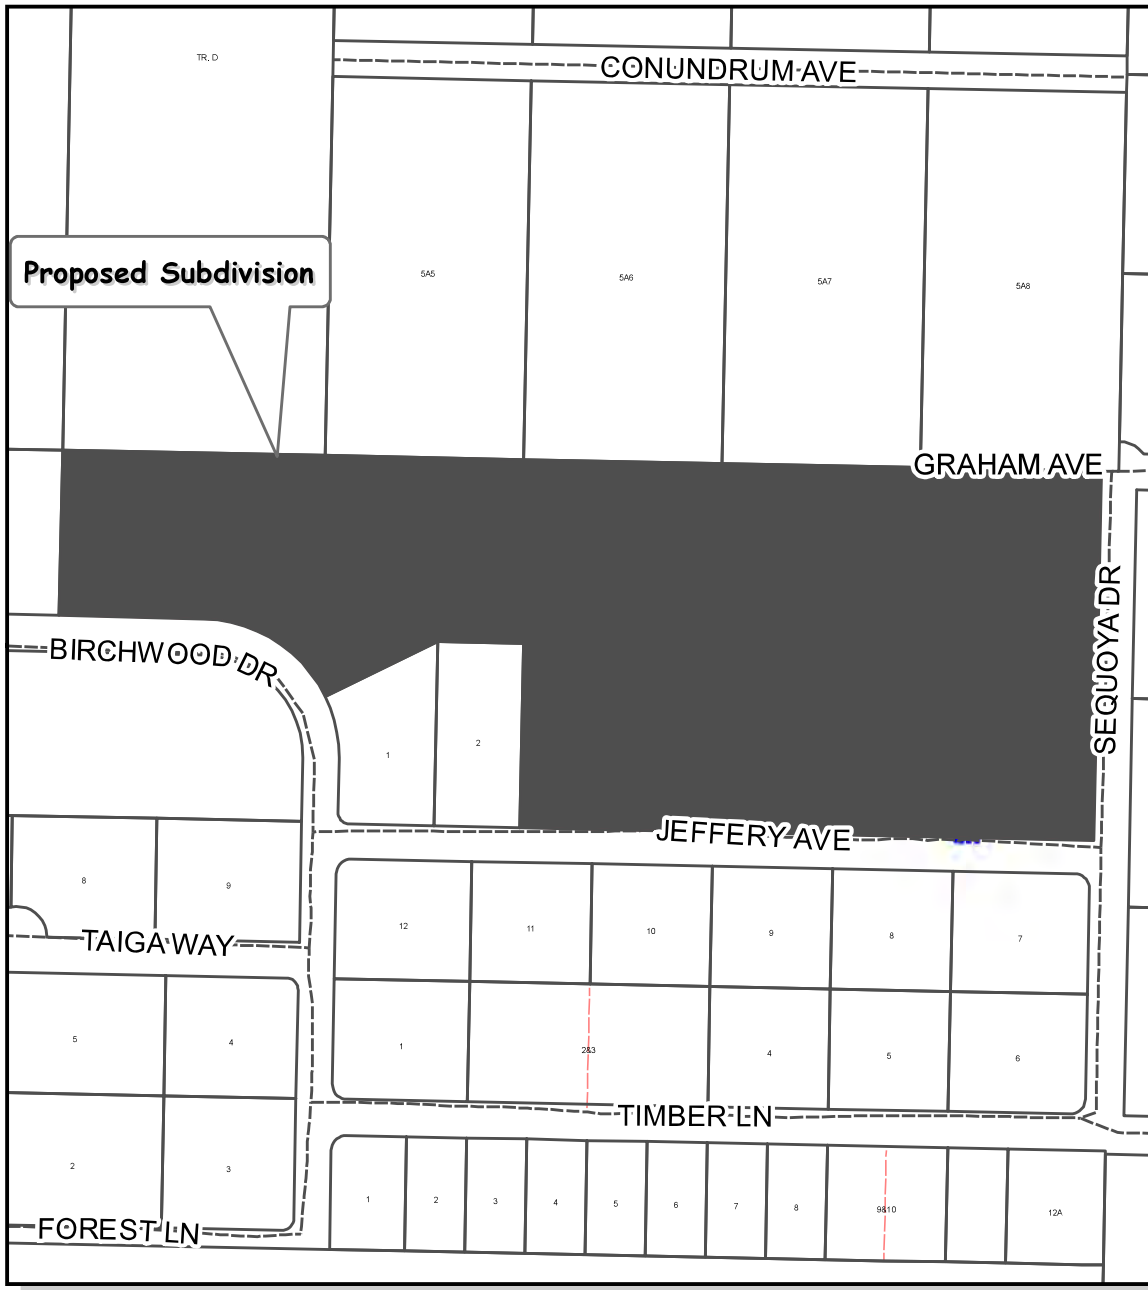 TR. D
CONUNDRUM AVE
Proposed Subdivision
5A5
5A6
5A7
5A8
GRAHAM AVE
SEQUOYA DR
BIRCHWOOD DR
1
2
JEFFERY AVE
8
9
12
11
10
9
8
7
TAIGA WAY
5
4
1
2&3
4
5
6
TIMBER LN
2
3
1
2
3
4
5
6
7
8
9&10
12A
FOREST LN